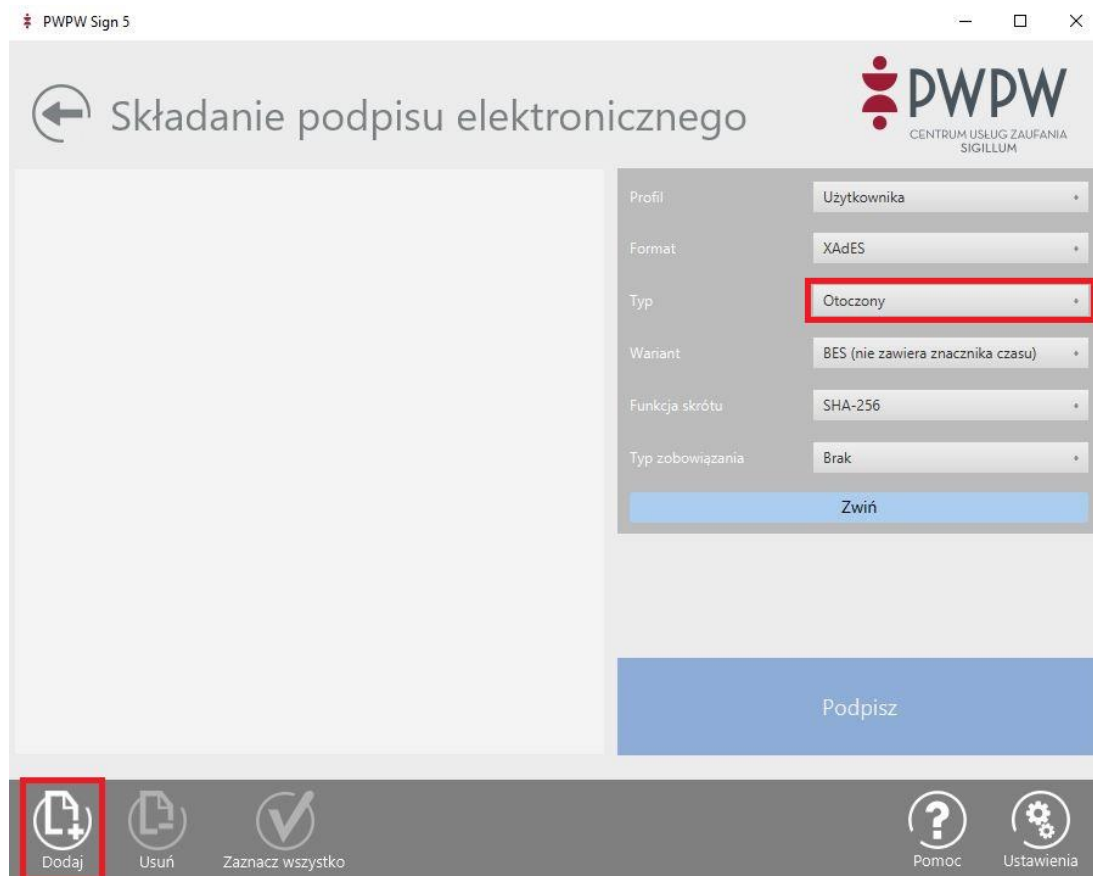 PWPW Sign 5
Składanie podpisu elektronicznego
PWPW
CENTRUM USŁUG ZAUFANIA
SIGILLUM
Profil
Użytkownika
Format
XAdES
Typ
Otoczony
Wariant
BES (nie zawiera znacznika czasu)
Funkcja skrótu
SHA-256
Typ zobowiązania
Brak
Zwiń
Podpisz
Dodaj
Usuń
Zaznacz wszystko
Pomoc
Ustawienia